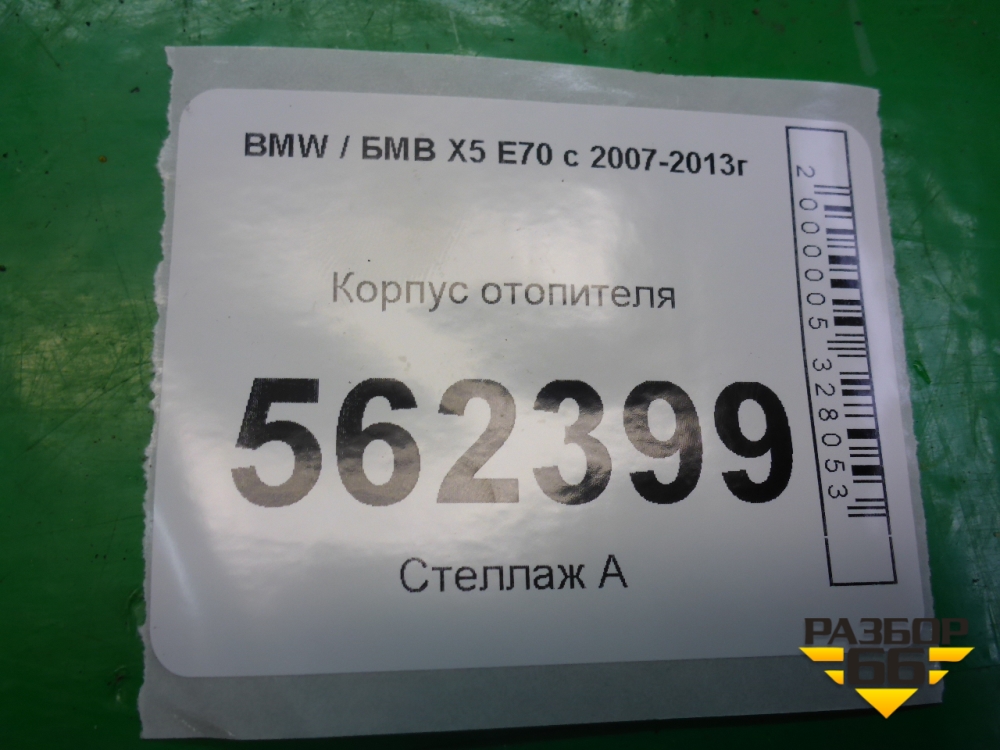 BMW / БМВ X5 E70 с 2007-2013г
Корпус отопителя
562399
Стеллаж А
2000005328053
РАЗБОР
66